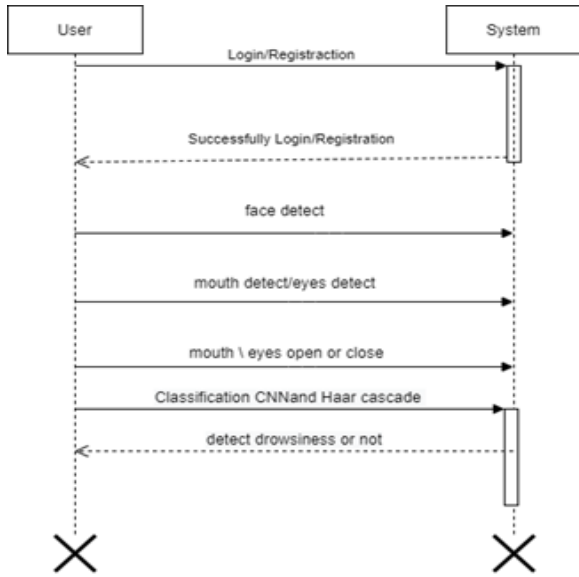 User
System
Login/Registraction
Successfully Login/Registration
face detect
mouth detect/eyes detect
mouth \ eyes open or close
Classification CNNand Haar cascade
detect drowsiness or not